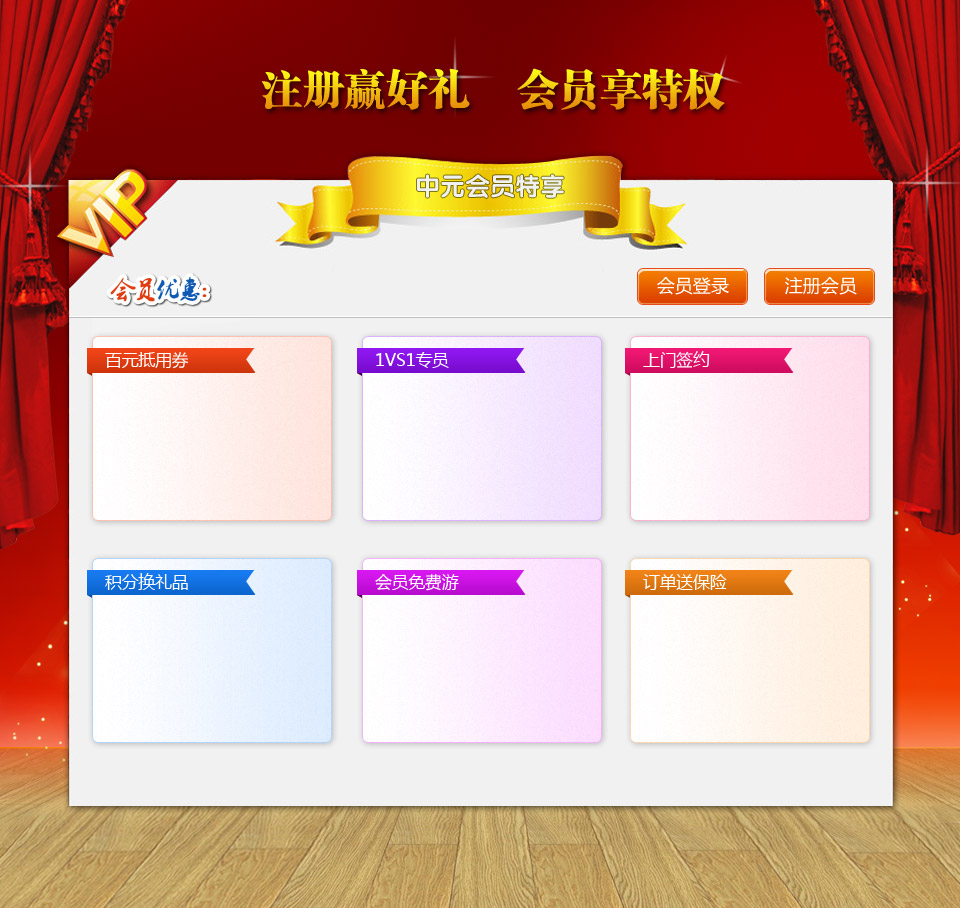 注册赢好礼 会员享特权
中元会员特享
VIP
会员优惠:
会员登录 注册会员
百元抵用券 1VS1专员 上门签约
积分换礼品 会员免费游 订单送保险